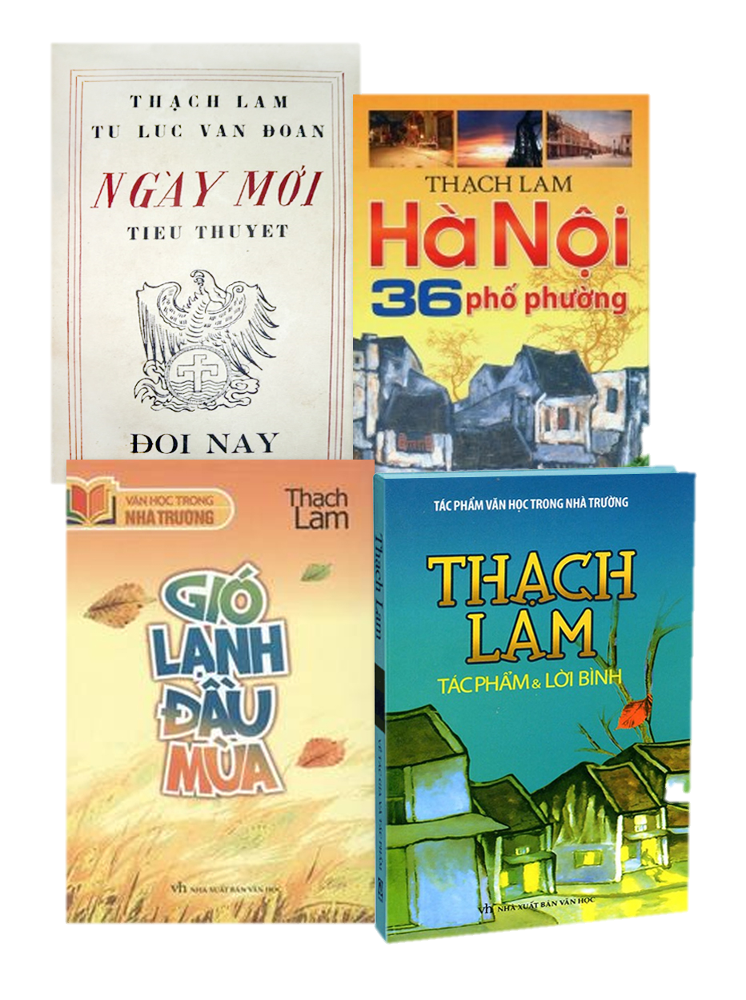 THẠCH LAM
TU LUC VAN ĐOAN
NGÀY MỚI
TIEU THUYET
ĐOI NAY
THẠCH LAM
Hà Nội
36 phố phường
VĂN HỌC TRONG
NHÀ TRƯỜNG
Thạch
Lam
GIÓ
LẠNH
ĐẦU
MÙA
vh NHÀ XUẤT BẢN VĂN HỌC
TÁC PHẨM VĂN HỌC TRONG NHÀ TRƯỜNG
THẠCH
LAM
TÁC PHẨM & LỜI BÌNH
vh NHÀ XUẤT BẢN VĂN HỌC
Thạch Lam